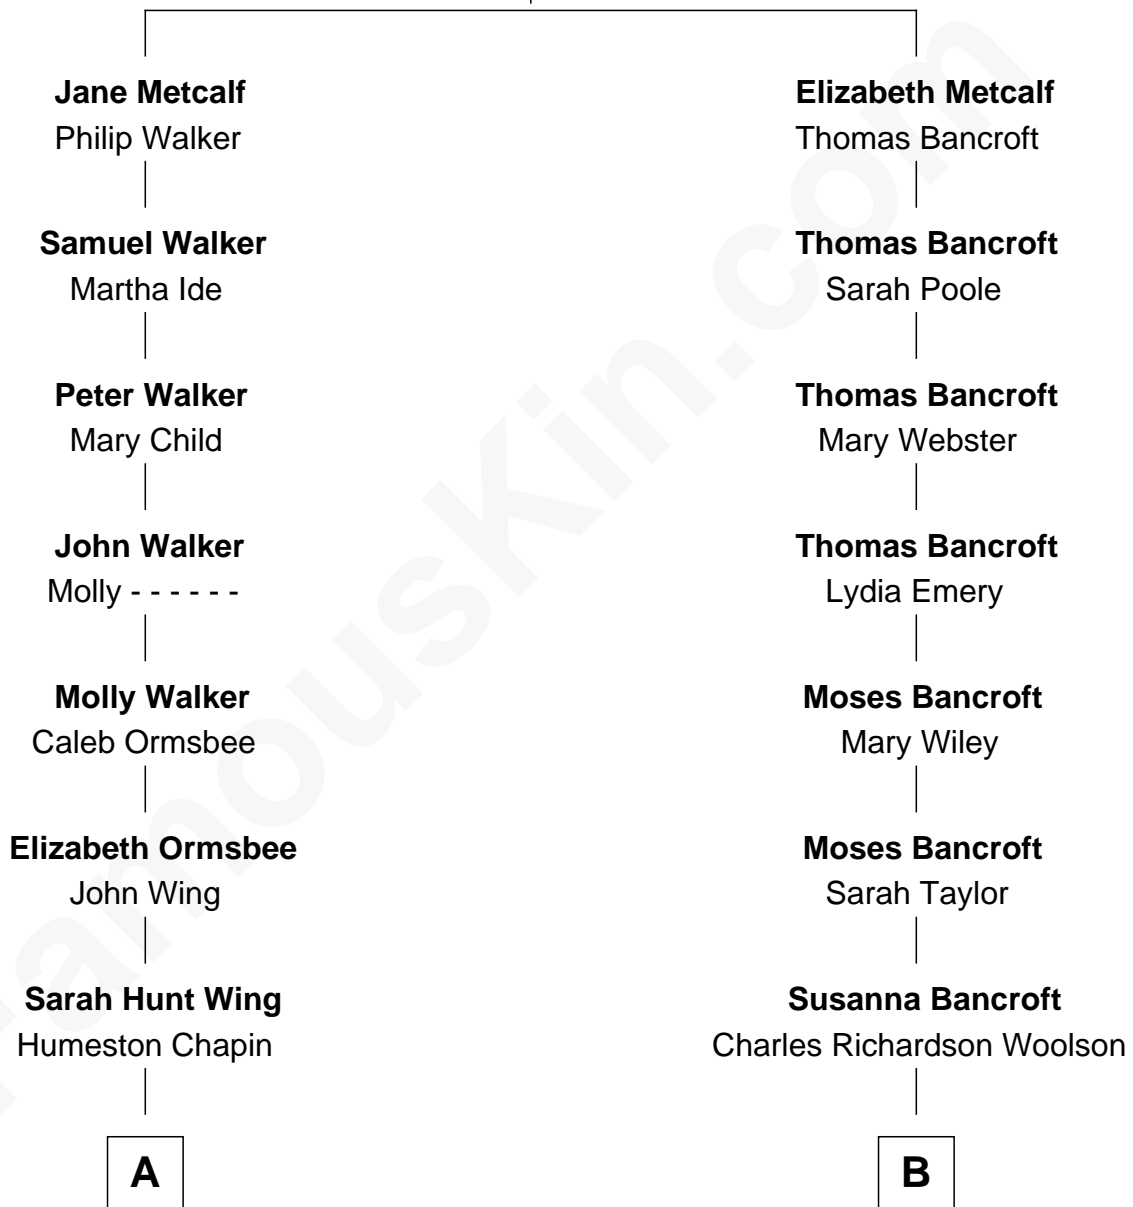 Jane Metcalf
Philip Walker
Samuel Walker
Martha Ide
Peter Walker
Mary Child
John Walker
Molly - - - - - -
Molly Walker
Caleb Ormsbee
Elizabeth Ormsbee
John Wing
Sarah Hunt Wing
Humeston Chapin
A
Elizabeth Metcalf
Thomas Bancroft
Thomas Bancroft
Sarah Poole
Thomas Bancroft
Mary Webster
Thomas Bancroft
Lydia Emery
Moses Bancroft
Mary Wiley
Moses Bancroft
Sarah Taylor
Susanna Bancroft
Charles Richardson Woolson
B
FamousKin.com